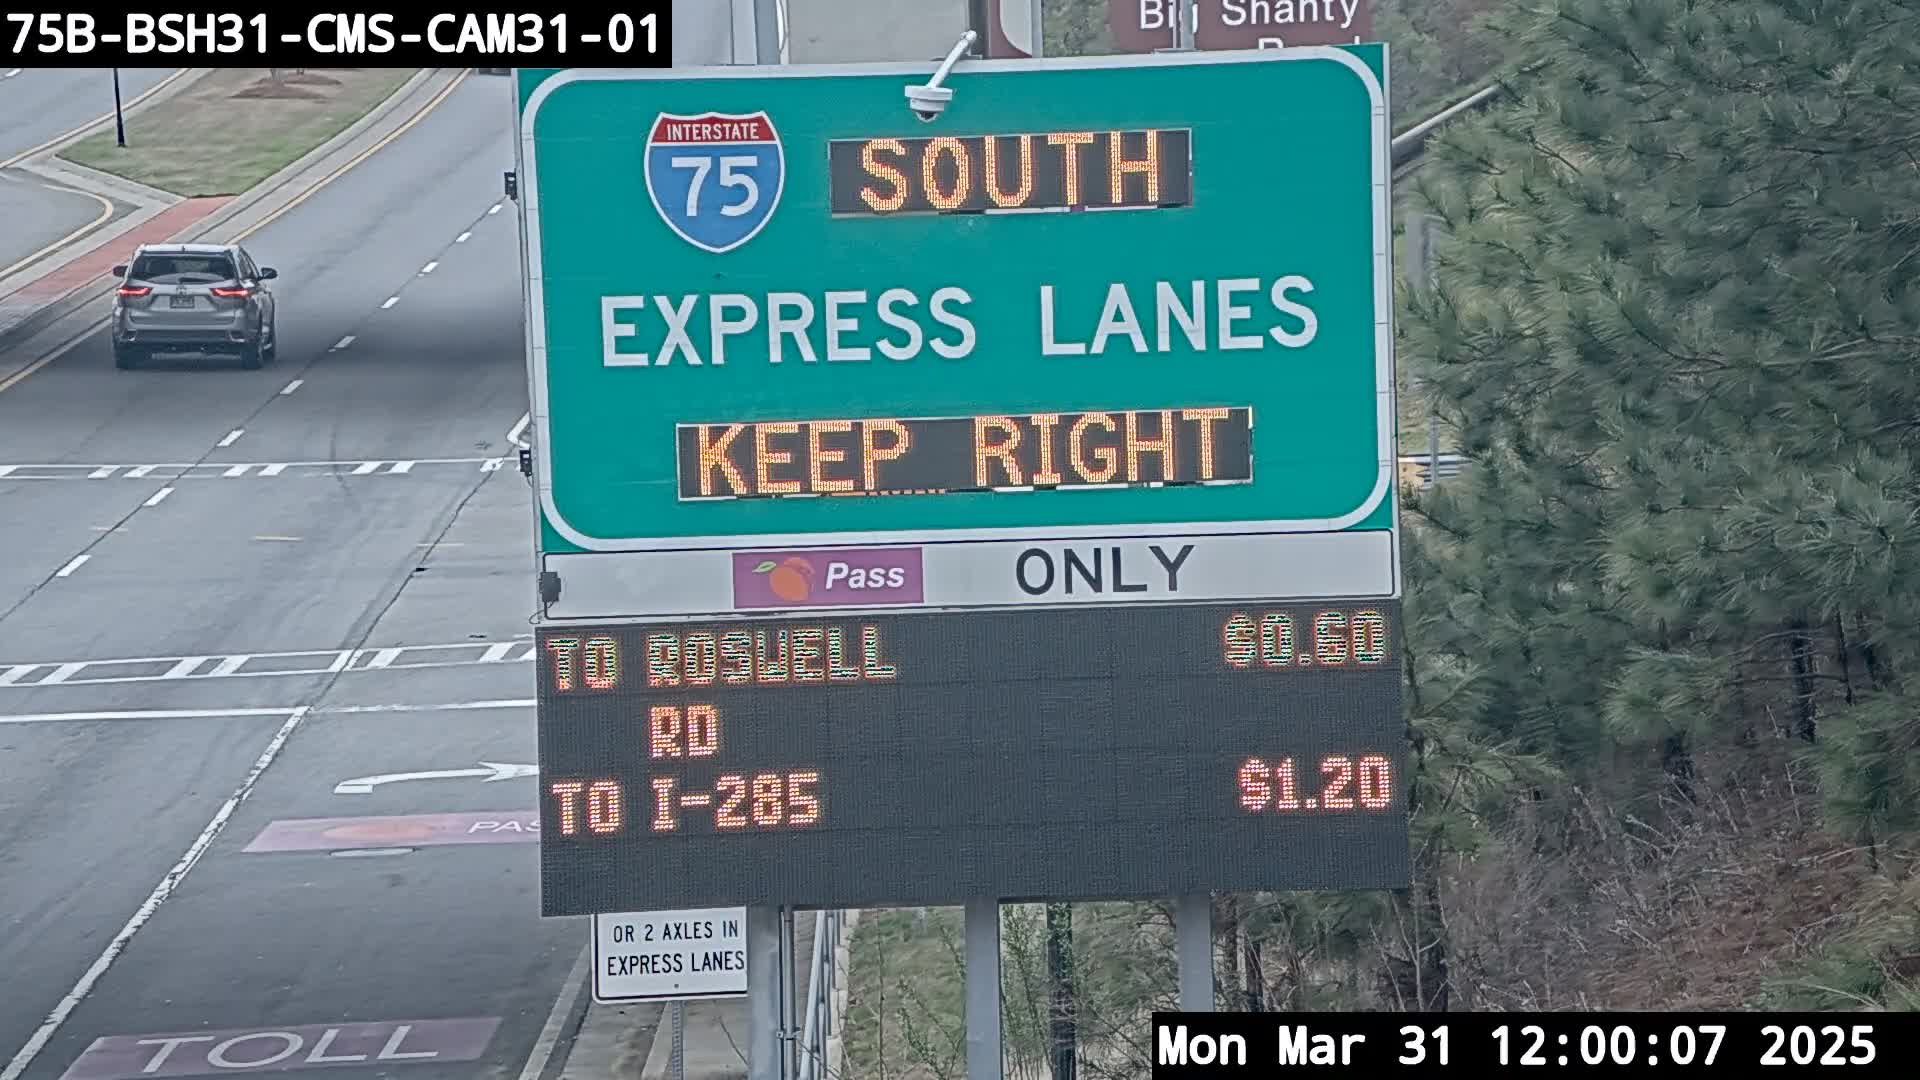 75B-BSH31-CMS-CAM31-01
Big Shanty
INTERSTATE
75
SOUTH
EXPRESS LANES
KEEP RIGHT
Pass ONLY
TO ROSWELL $0.60
RD
TO I-285 $1.20
OR 2 AXLES IN
EXPRESS LANES
TOLL
Mon Mar 31 12:00:07 2025